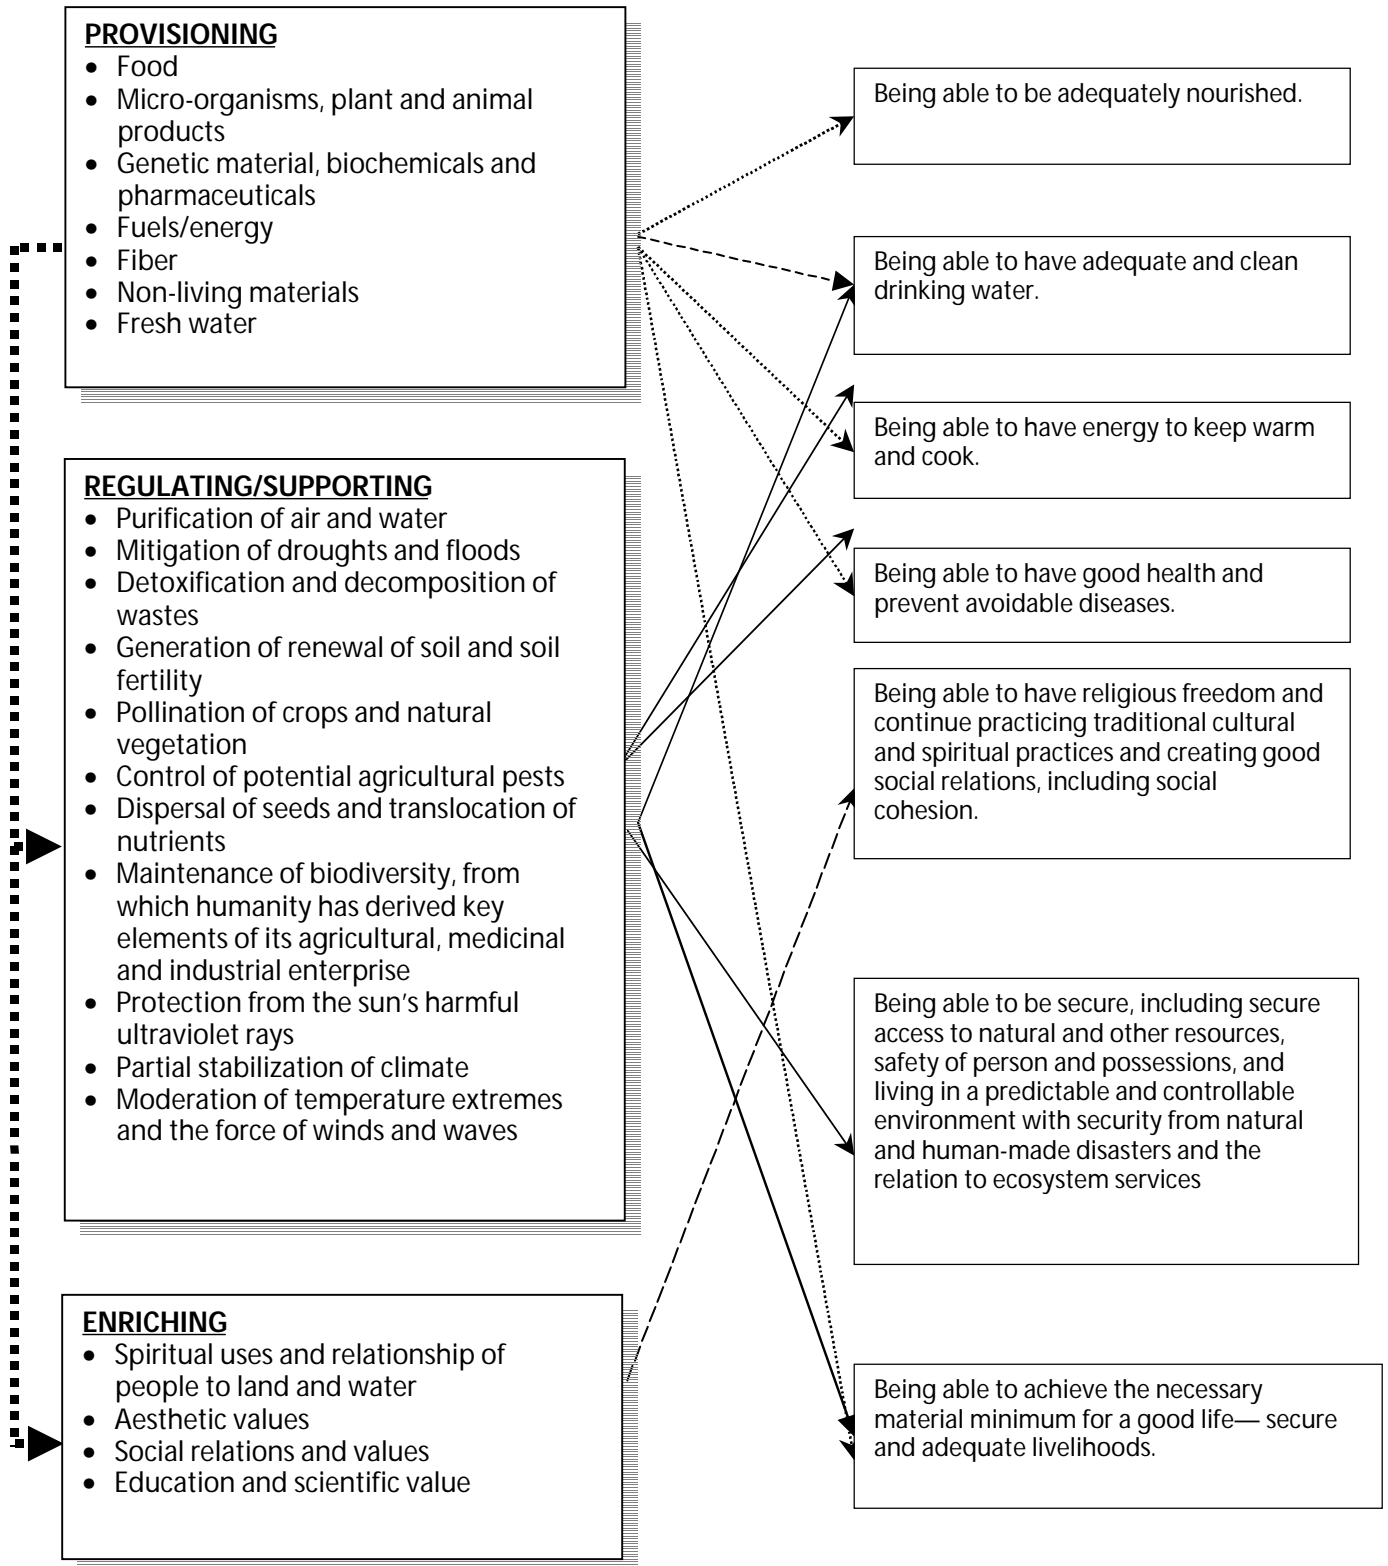 PROVISIONING
• Food
• Micro-organisms, plant and animal
products
• Genetic material, biochemicals and
pharmaceuticals
• Fuels/energy
• Fiber
• Non-living materials
• Fresh water
REGULATING/SUPPORTING
• Purification of air and water
• Mitigation of droughts and floods
• Detoxification and decomposition of
wastes
• Generation of renewal of soil and soil
fertility
• Pollination of crops and natural
vegetation
• Control of potential agricultural pests
• Dispersal of seeds and translocation of
nutrients
• Maintenance of biodiversity, from
which humanity has derived key
elements of its agricultural, medicinal
and industrial enterprise
• Protection from the sun's harmful
ultraviolet rays
• Partial stabilization of climate
• Moderation of temperature extremes
and the force of winds and waves
ENRICHING
• Spiritual uses and relationship of
people to land and water
• Aesthetic values
• Social relations and values
• Education and scientific value
Being able to be adequately nourished.
Being able to have adequate and clean
drinking water.
Being able to have energy to keep warm
and cook.
Being able to have good health and
prevent avoidable diseases.
Being able to have religious freedom and
continue practicing traditional cultural
and spiritual practices and creating good
social relations, including social
cohesion.
Being able to be secure, including secure
access to natural and other resources,
safety of person and possessions, and
living in a predictable and controllable
environment with security from natural
and human-made disasters and the
relation to ecosystem services
Being able to achieve the necessary
material minimum for a good life— secure
and adequate livelihoods.